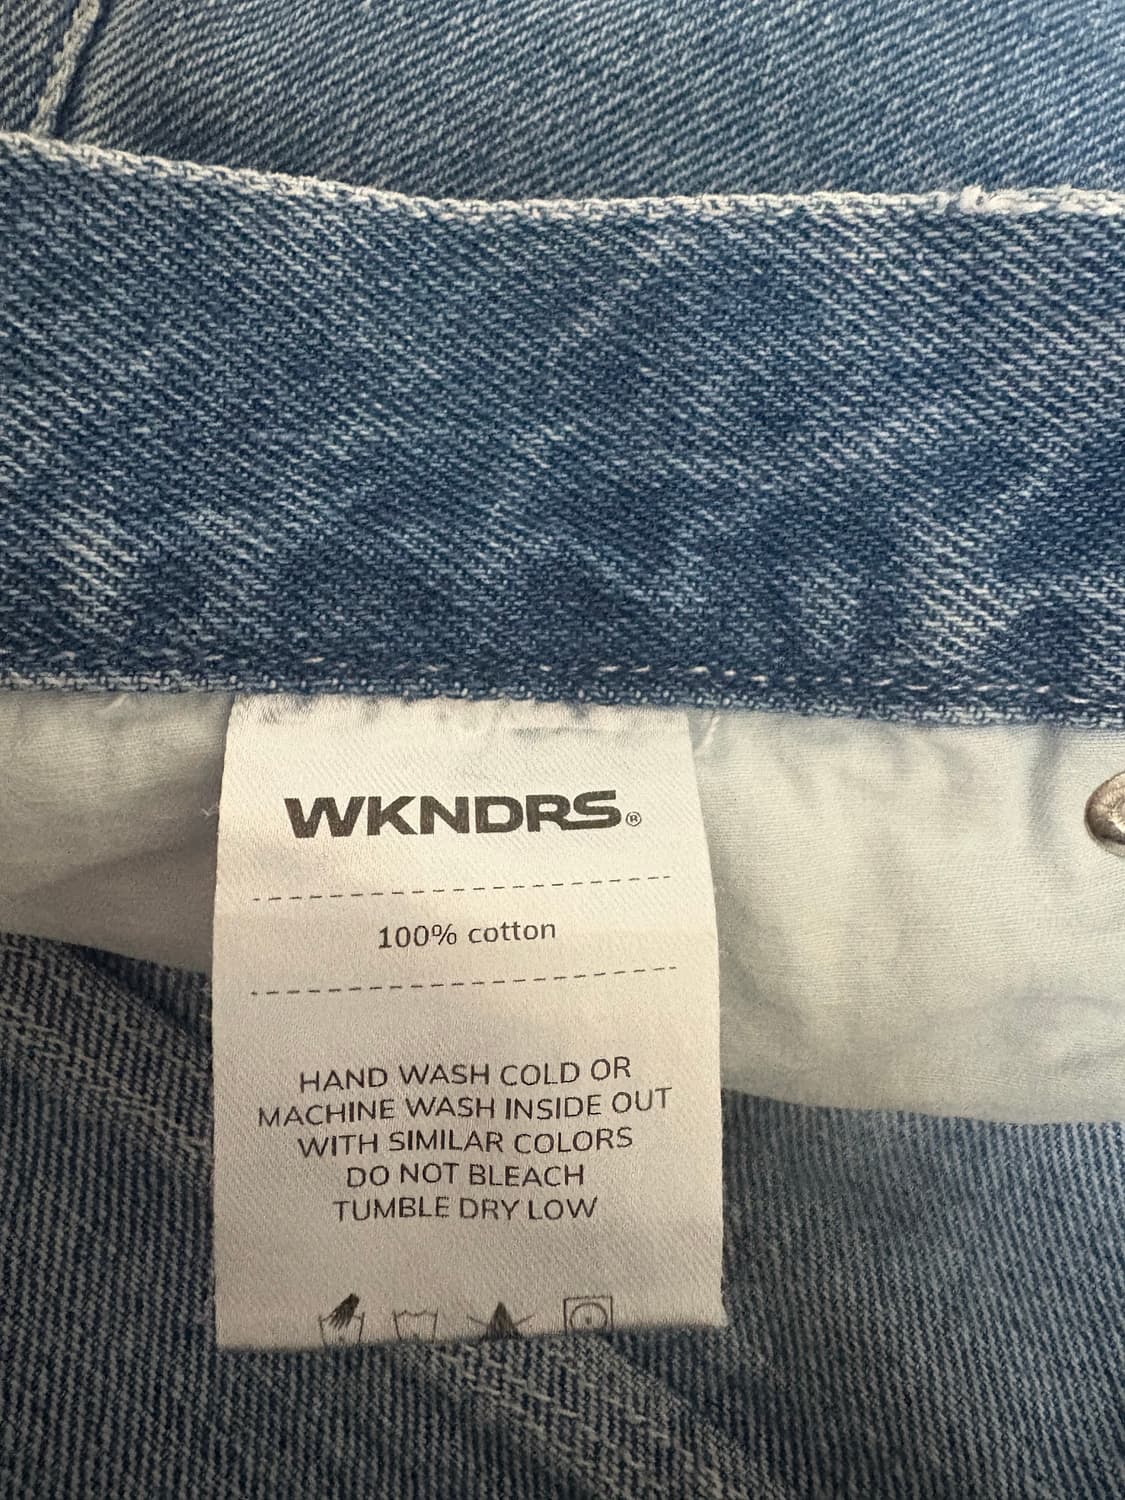 WKNDRS®
100% cotton
HAND WASH COLD OR
MACHINE WASH INSIDE OUT
WITH SIMILAR COLORS
DO NOT BLEACH
TUMBLE DRY LOW